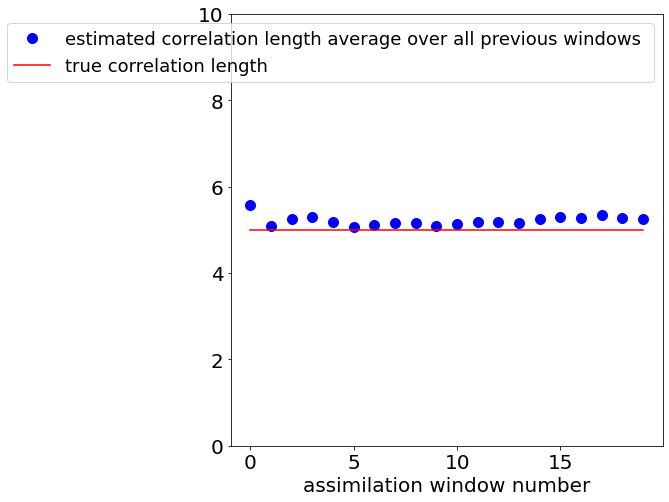 10
estimated correlation length average over all previous windows
true correlation length
8
6
4
2
0
0 5 10 15
assimilation window number